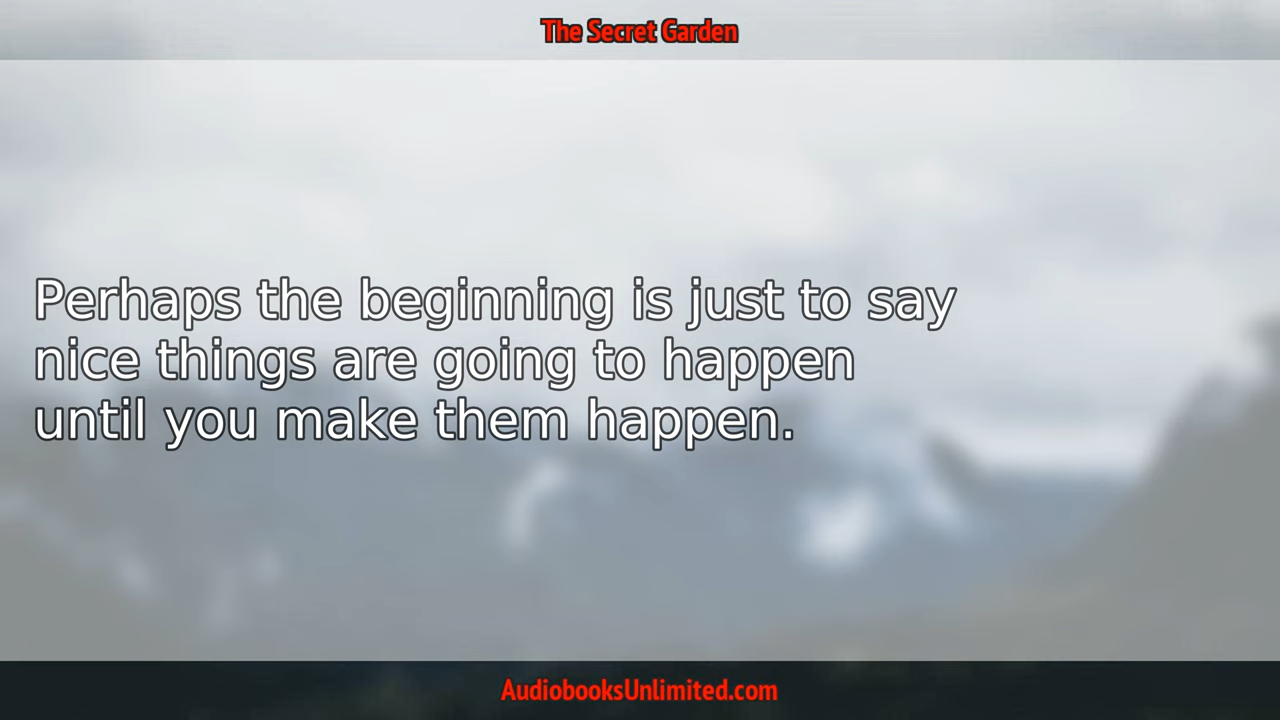 The Secret Garden
Perhaps the beginning is just to say
nice things are going to happen
until you make them happen.
AudiobooksUnlimited.com